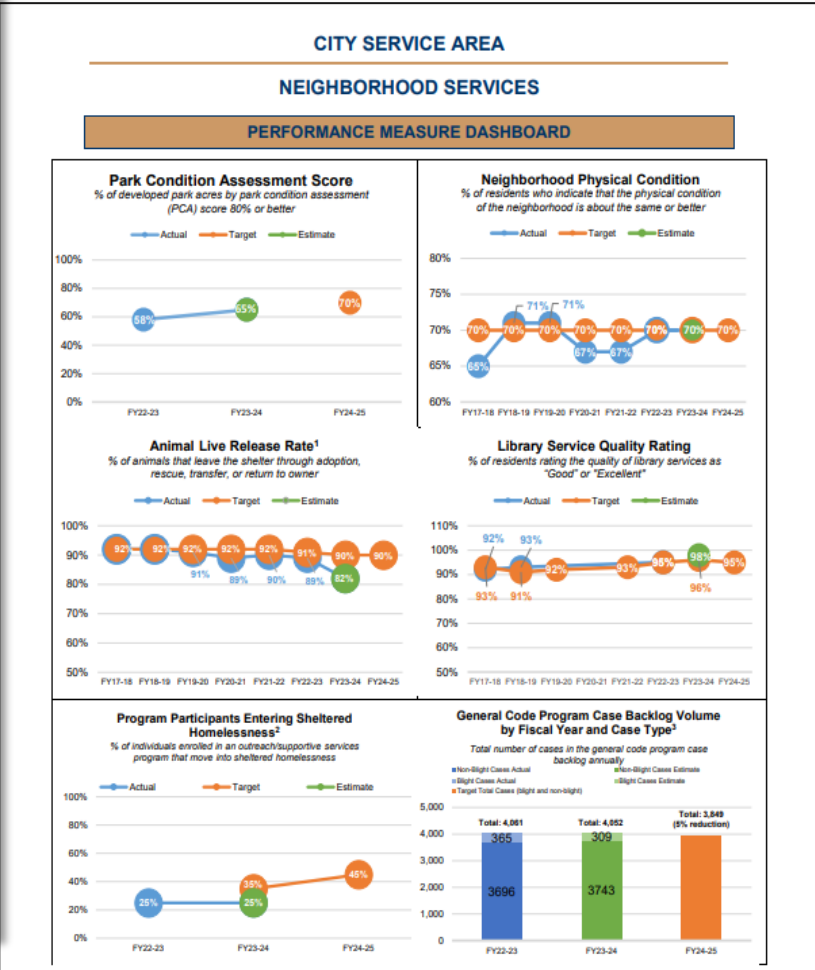 CITY SERVICE AREA
NEIGHBORHOOD SERVICES
PERFORMANCE MEASURE DASHBOARD
Park Condition Assessment Score
% of developed park acres by park condition assessment
(PCA) score 80% or better
Actual Target Estimate
100%
80%
60%
40%
20%
0%
58%
65%
70%
FY22-23 FY23-24 FY24-25
Neighborhood Physical Condition
% of residents who indicate that the physical condition
of the neighborhood is about the same or better
Actual Target Estimate
80%
75%
70%
65%
60%
71% 71%
70% 70% 70% 70% 70% 70% 70% 70%
65%
67% 67%
FY17-18 FY18-19 FY19-20 FY20-21 FY21-22 FY22-23 FY23-24 FY24-25
Animal Live Release Rate¹
% of animals that leave the shelter through adoption,
rescue, transfer, or return to owner
Actual Target Estimate
100%
90%
80%
70%
60%
50%
92% 92% 92% 92% 92% 91% 90% 90%
91% 89% 90% 89% 82%
FY17-18 FY18-19 FY19-20 FY20-21 FY21-22 FY22-23 FY23-24 FY24-25
Library Service Quality Rating
% of residents rating the quality of library services as
"Good" or "Excellent"
Actual Target Estimate
110%
100%
90%
80%
70%
60%
50%
92% 93%
93% 91% 92% 93% 95% 98% 95%
96%
FY17-18 FY18-19 FY19-20 FY20-21 FY21-22 FY22-23 FY23-24 FY24-25
Program Participants Entering Sheltered
Homelessness²
% of individuals enrolled in an outreach/supportive services
program that move into sheltered homelessness
Actual Target Estimate
100%
80%
60%
40%
20%
0%
35% 45%
25% 25%
FY22-23 FY23-24 FY24-25
General Code Program Case Backlog Volume
by Fiscal Year and Case Type³
Total number of cases in the general code program case
backlog annually
Non-Blight Cases Actual Non-Blight Cases Estimate
Blight Cases Actual Blight Cases Estimate
Target Total Cases (blight and non-blight)
5,000
4,000
3,000
2,000
1,000
0
Total: 4,061 Total: 4,052 Total: 3,849
(5% reduction)
365 309
3696 3743
FY22-23 FY23-24 FY24-25